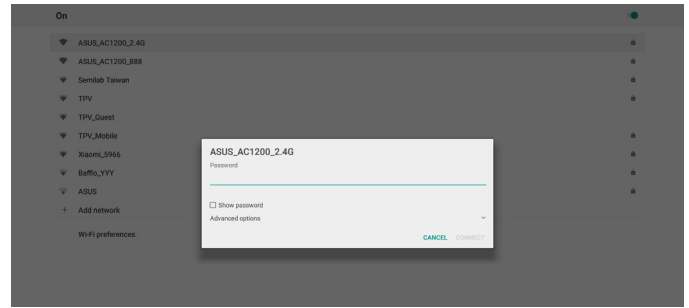 On
ASUS_AC1200_2.4G
ASUS_AC1200_888
Semilab Taiwan
TPV
TPV_Guest
TPV_Mobile
Xiaomi_5966
Baffio_YYY
ASUS
Add network
Wi-Fi preferences
ASUS_AC1200_2.4G
Password
Show password
Advanced options
CANCEL CONNECT